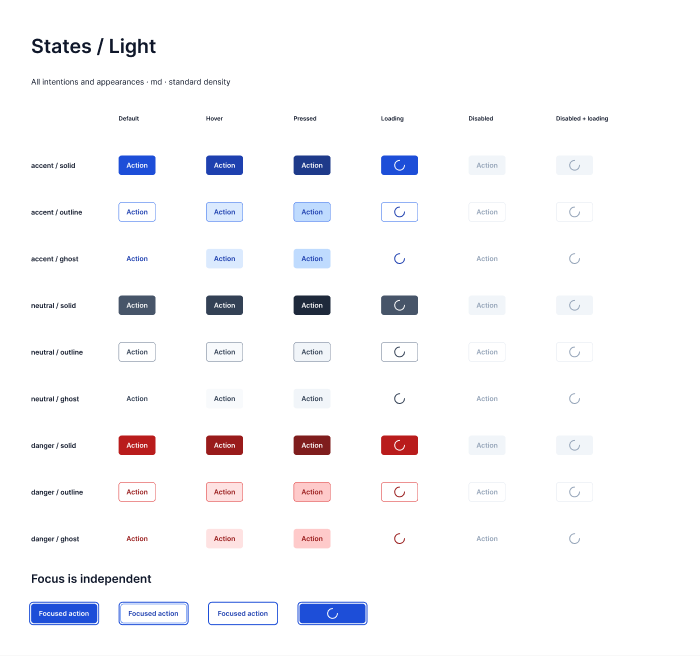 States / Light
All intentions and appearances · md · standard density
Default Hover Pressed Loading Disabled Disabled + loading
accent / solid Action Action Action Action
accent / outline Action Action Action Action
accent / ghost Action Action Action Action
neutral / solid Action Action Action Action
neutral / outline Action Action Action Action
neutral / ghost Action Action Action Action
danger / solid Action Action Action Action
danger / outline Action Action Action Action
danger / ghost Action Action Action Action
Focus is independent
Focused action Focused action Focused action